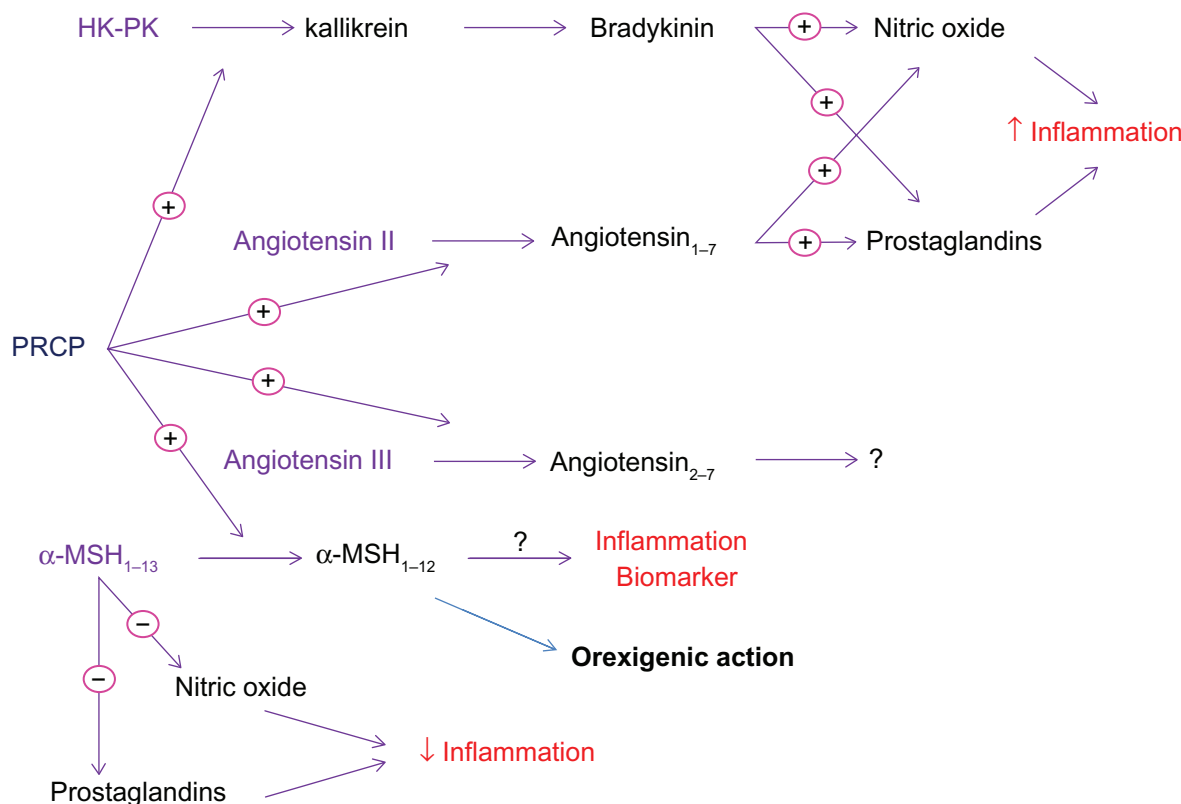 HK-PK kallikrein Bradykinin + Nitric oxide
+
↑ Inflammation
+
+
Angiotensin II Angiotensin1–7 + Prostaglandins
+
PRCP
+
+
Angiotensin III Angiotensin2–7 ?
α-MSH1–13 α-MSH1–12 ? Inflammation
Biomarker
−
Orexigenic action
−
Nitric oxide
↓ Inflammation
Prostaglandins